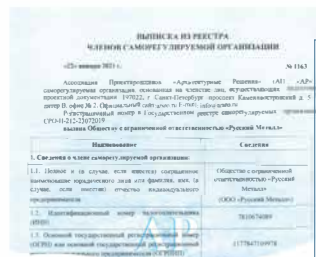 ВЫПИСКА ИЗ РЕЕСТРА
ЧЛЕНОВ САМОРЕГУЛИРУЕМОЙ ОРГАНИЗАЦИИ
«22» января 2021 г. № 1163
Ассоциация Проектировщиков «Архитектурные Решения» (АП «АР»
саморегулируемая организация, основанная на членстве лиц, осуществляющих
проектной документации 197022, г Санкт-Петербург проспект Каменноостровский д. 5
литер В, офис № 2. Официальный сайт
Регистрационный номер в Государственном реестре саморегулируемых
СРО-П-212-23072019
выдана Обществу с ограниченной ответственностью «Русский Металл»
Наименование Сведения
1. Сведения о члене саморегулируемой организации:
1.1. Полное и (в случае, если имеется) сокращенное Общество с ограниченной
наименование юридического лица или фамилия, имя, (в ответственностью «Русский
случае, если имеется) отчество индивидуального Металл»
предпринимателя (ООО «Русский Металл»)
1.2. Идентификационный номер налогоплательщика 7810674089
(ИНН)
1.3. Основной государственный регистрационный номер 1177847169978
(ОГРН) или основной государственный регистрационный
предпринимателя (ОГРНИП)